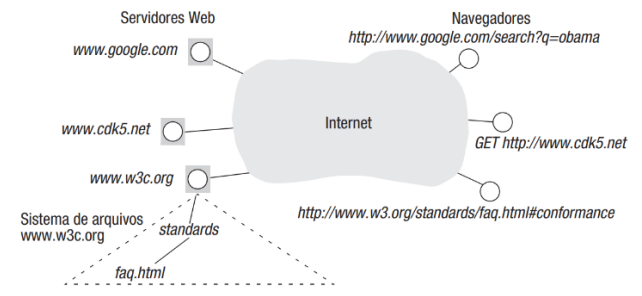 Servidores Web
www.google.com
www.cdk5.net
www.w3c.org
Sistema de arquivos
www.w3c.org
standards
faq.html
Internet
Navegadores
http://www.google.com/search?q=obama
GET http://www.cdk5.net
http://www.w3.org/standards/faq.html#conformance